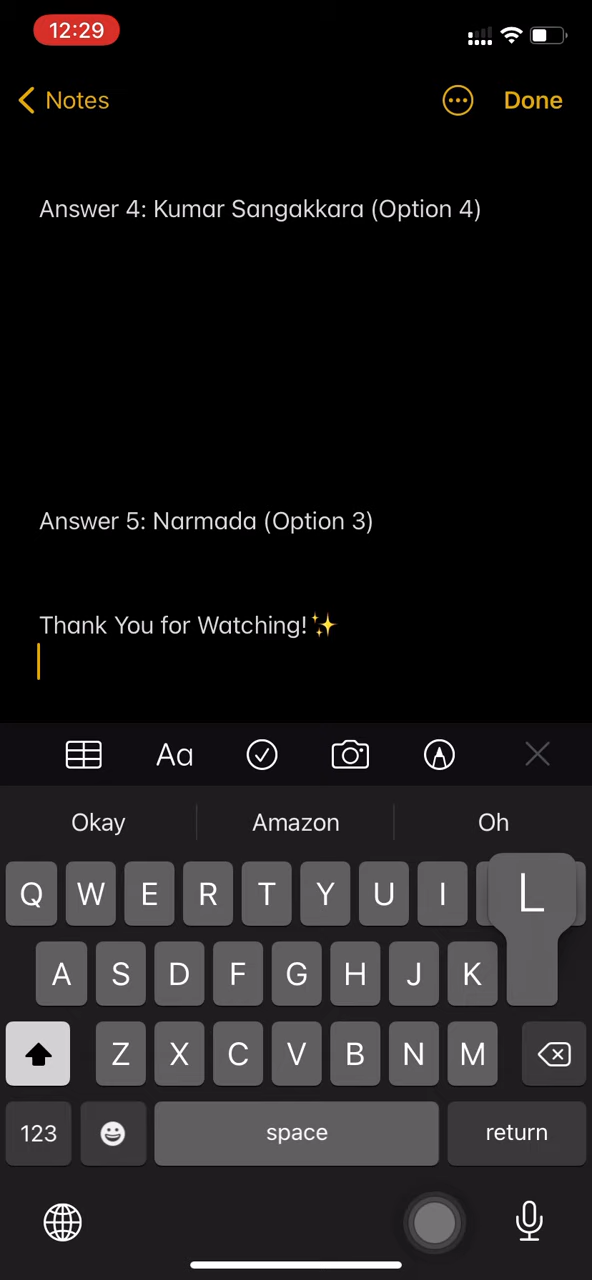 12:29
Notes
Done
Answer 4: Kumar Sangakkara (Option 4)
Answer 5: Narmada (Option 3)
Thank You for Watching!✨
Aa
Okay Amazon Oh
Q W E R T Y U I L
A S D F G H J K
Z X C V B N M
123 space return